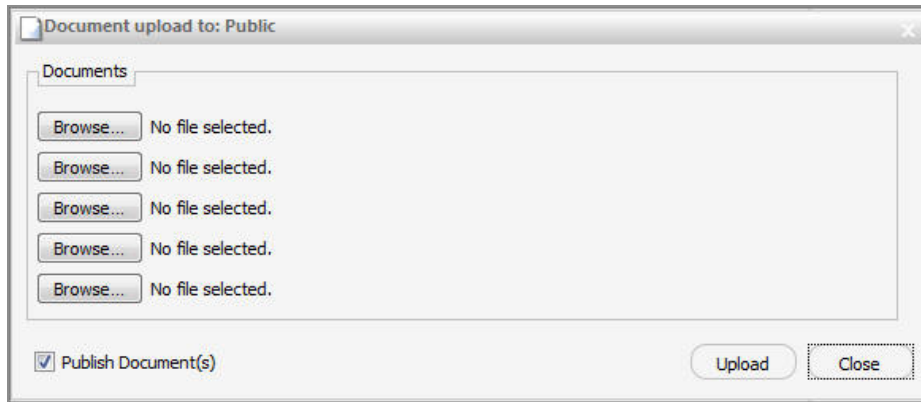 Document upload to: Public
Documents
Browse... No file selected.
Browse... No file selected.
Browse... No file selected.
Browse... No file selected.
Browse... No file selected.
Publish Document(s)
Upload Close